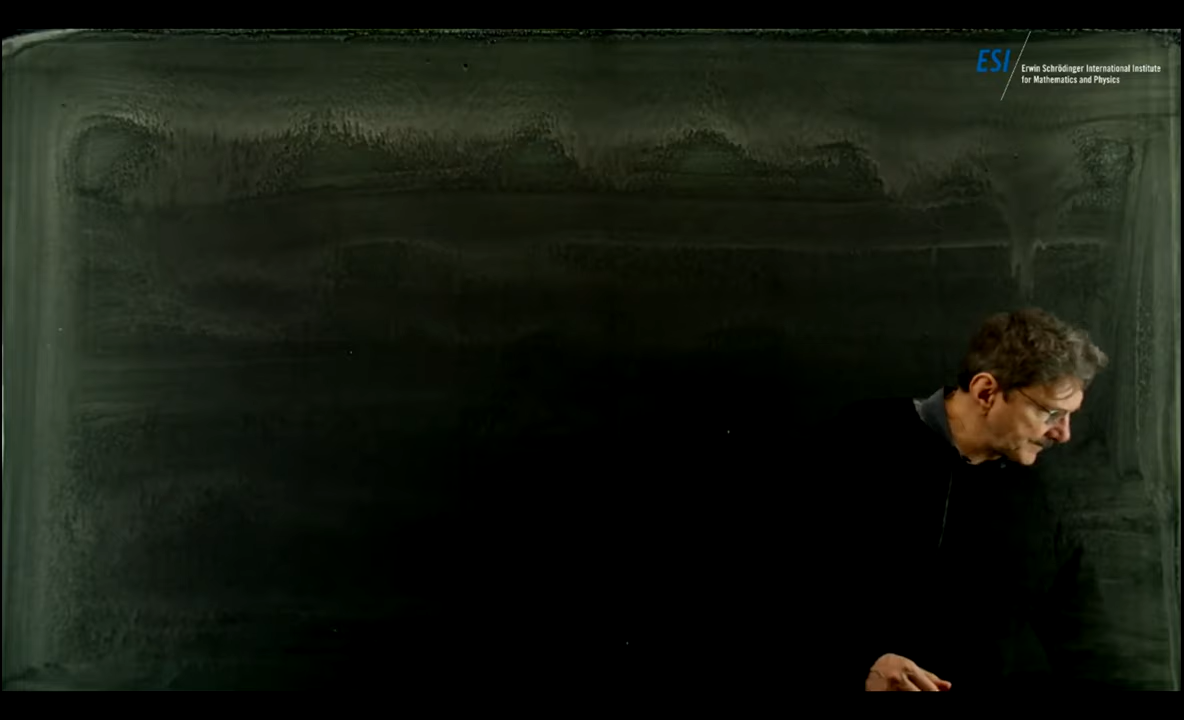 ESI
Erwin Schrödinger International Institute
for Mathematics and Physics